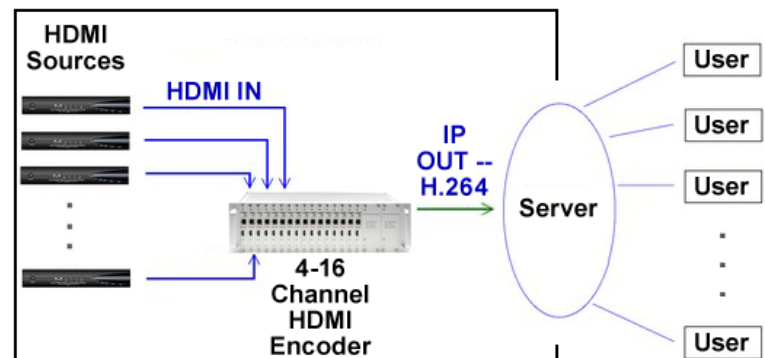 HDMI
Sources
HDMI IN
IP
OUT --
H.264
4-16
Channel
HDMI
Encoder
Server
User
User
User
User